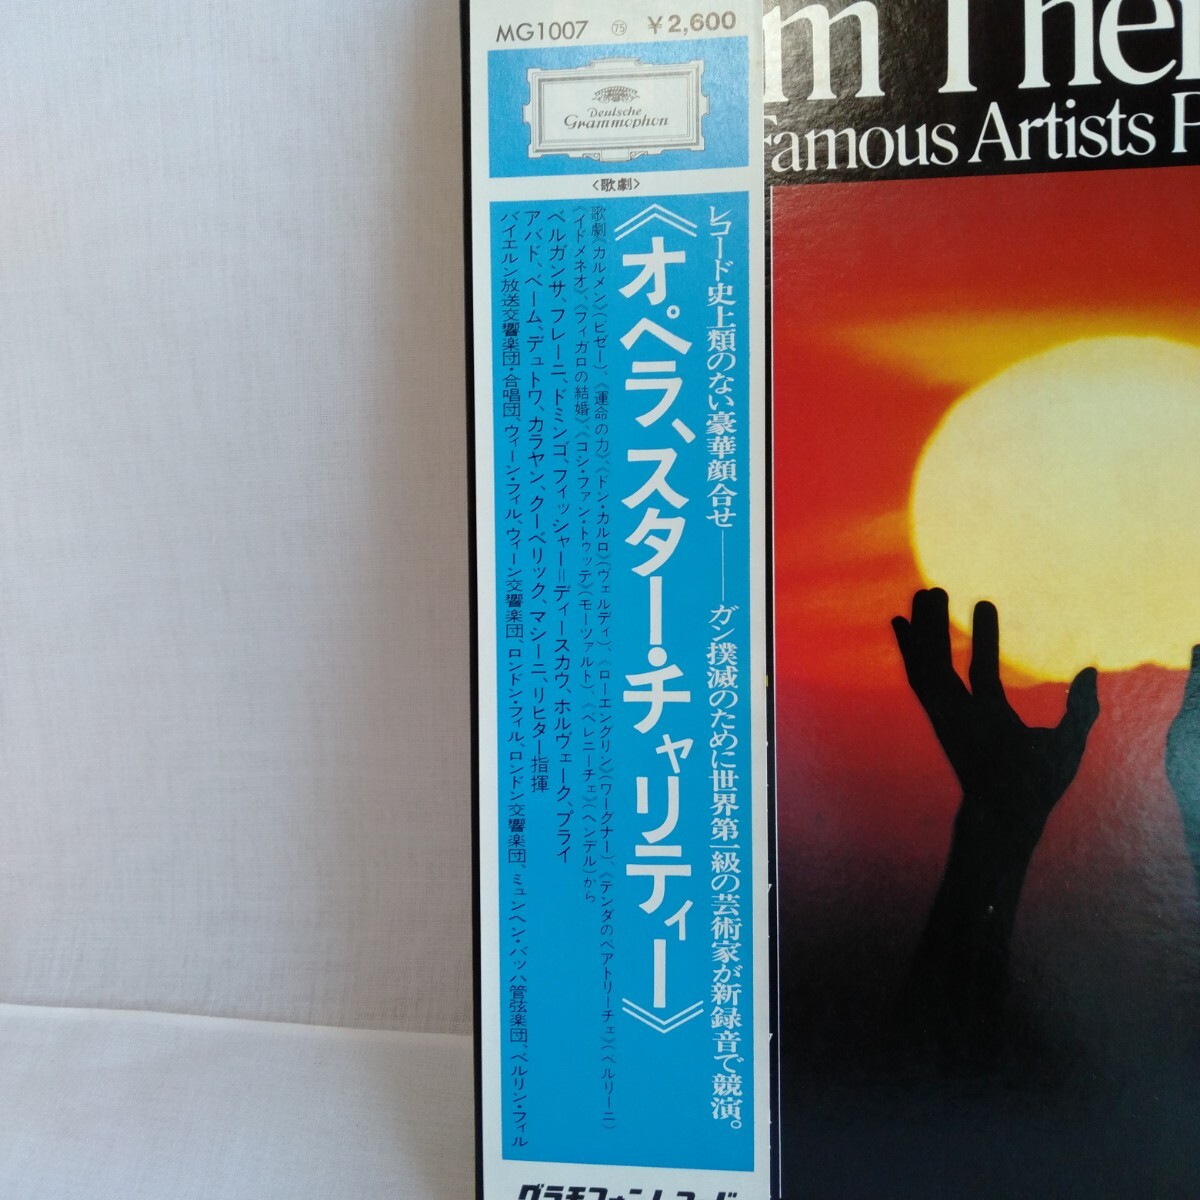 MG1007 ㊆ ¥2,600
Deutsche
Grammophon
〈歌劇〉
レコード史上類のない豪華顔合せ――ガン撲滅のために世界第一級の芸術家が新録音で競演。
《オペラ、スター・チャリティー》
歌劇《カルメン》(ビゼー)、《運命の力》、《ドン・カルロ》(ヴェルディ)、《ローエングリン》(ワーグナー)、《テンダのベアトリーチェ》(ベルリーニ)
《イドメネオ》、《フィガロの結婚》、《コシ・ファン・トゥッテ》(モーツァルト)、《ベレニーチェ》(ヘンデル)から
ベルガンサ、フレーニ、ドミンゴ、フィッシャー=ディースカウ、ホルヴェーク、プライ
アバド、ベーム、デュトワ、カラヤン、クーベリック、マシーニ、リヒター指揮
バイエルン放送交響楽団・合唱団、ウィーン・フィル、ウィーン交響楽団、ロンドン・フィル、ロンドン交響楽団、ミュンヘン・バッハ管弦楽団、ベルリン・フィル
グラモフォン・レコード
Famous Artists